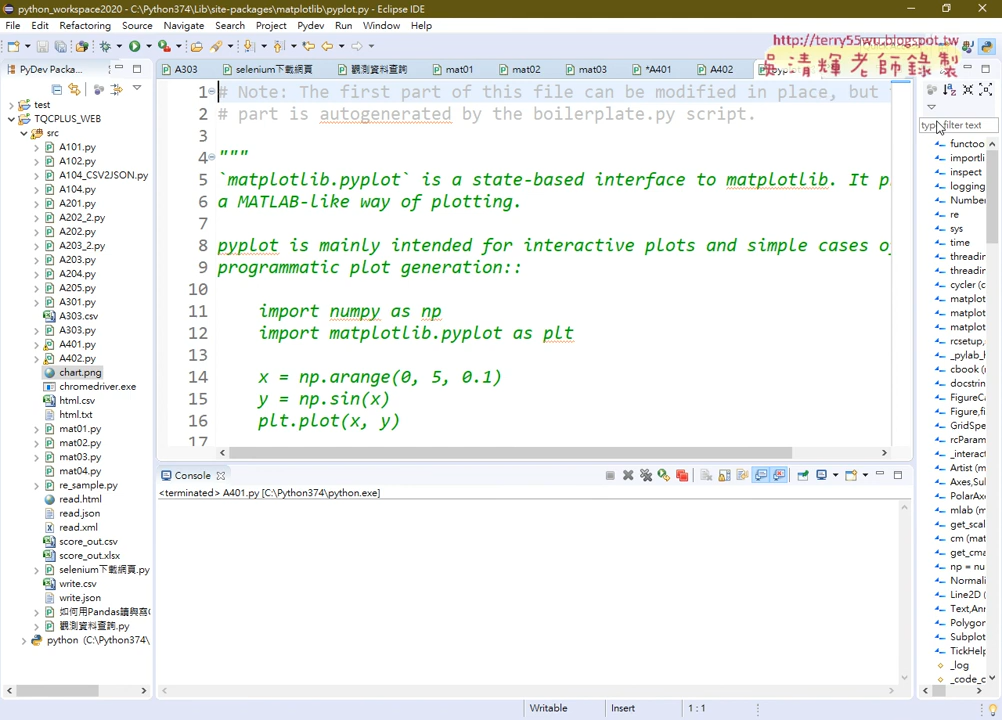 python_workspace2020 - C:\Python374\Lib\site-packages\matplotlib\pyplot.py - Eclipse IDE
File Edit Refactoring Source Navigate Search Project Pydev Run Window Help
http://terry55wu.blogspot.tw
吳清輝老師錄製
PyDev Packa...
A303
selenium下載網頁
觀測資料查詢
mat01
mat02
mat03
*A401
A402
test
TQCPLUS_WEB
src
A101.py
A102.py
A104_CSV2JSON.py
A104.py
A201.py
A202_2.py
A202.py
A203_2.py
A203.py
A204.py
A205.py
A301.py
A303.csv
A303.py
A401.py
A402.py
chart.png
chromedriver.exe
html.csv
html.txt
mat01.py
mat02.py
mat03.py
mat04.py
re_sample.py
read.html
read.json
read.xml
score_out.csv
score_out.xlsx
selenium下載網頁.py
write.csv
write.json
如何用Pandas讀與寫
觀測資料查詢.py
python (C:\Python374\
1 # Note: The first part of this file can be modified in place, but
2 # part is autogenerated by the boilerplate.py script.
3
4 """
5 `matplotlib.pyplot` is a state-based interface to matplotlib. It p
6 a MATLAB-like way of plotting.
7
8 pyplot is mainly intended for interactive plots and simple cases o
9 programmatic plot generation::
10
11 import numpy as np
12 import matplotlib.pyplot as plt
13
14 x = np.arange(0, 5, 0.1)
15 y = np.sin(x)
16 plt.plot(x, y)
17
Console
<terminated> A401.py [C:\Python374\python.exe]
type filter text
functoo
importli
inspect
logging
Number
re
sys
time
threadin
threadin
cycler (c
matplot
matplot
matplot
rcsetup,
_pylab_h
cbook (r
docstrin
FigureCa
Figure,fi
GridSpe
rcParam
_interac
Artist (m
Axes,Sul
PolarAxe
mlab (m
get_scal
cm (mat
get_cma
np = nu
Normali
Line2D (
Text,Ann
Polygon
Subplot
TickHelp
_log
_code_c
Writable
Insert
1 : 1